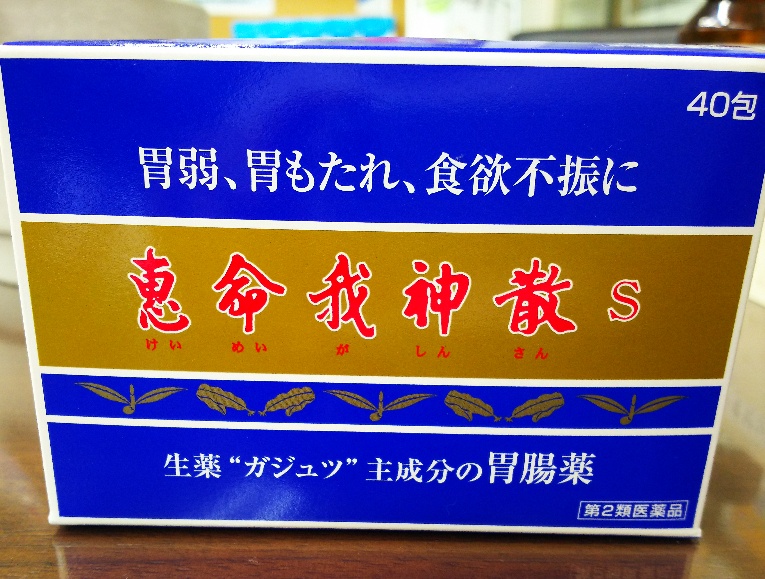 40包
胃弱、胃もたれ、食欲不振に
恵命我神散S
けいめいがしんさん
生薬“ガジュツ”主成分の胃腸薬
第2類医薬品